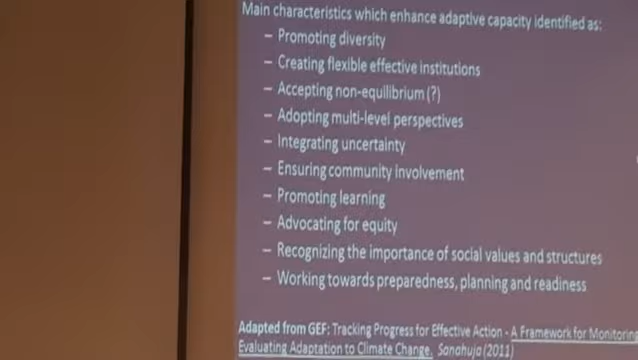 Main characteristics which enhance adaptive capacity identified as:
– Promoting diversity
– Creating flexible effective institutions
– Accepting non-equilibrium (?)
– Adopting multi-level perspectives
– Integrating uncertainty
– Ensuring community involvement
– Promoting learning
– Advocating for equity
– Recognizing the importance of social values and structures
– Working towards preparedness, planning and readiness
Adapted from GEF: Tracking Progress for Effective Action - A Framework for Monitoring
Evaluating Adaptation to Climate Change. Sanahuja (2011)